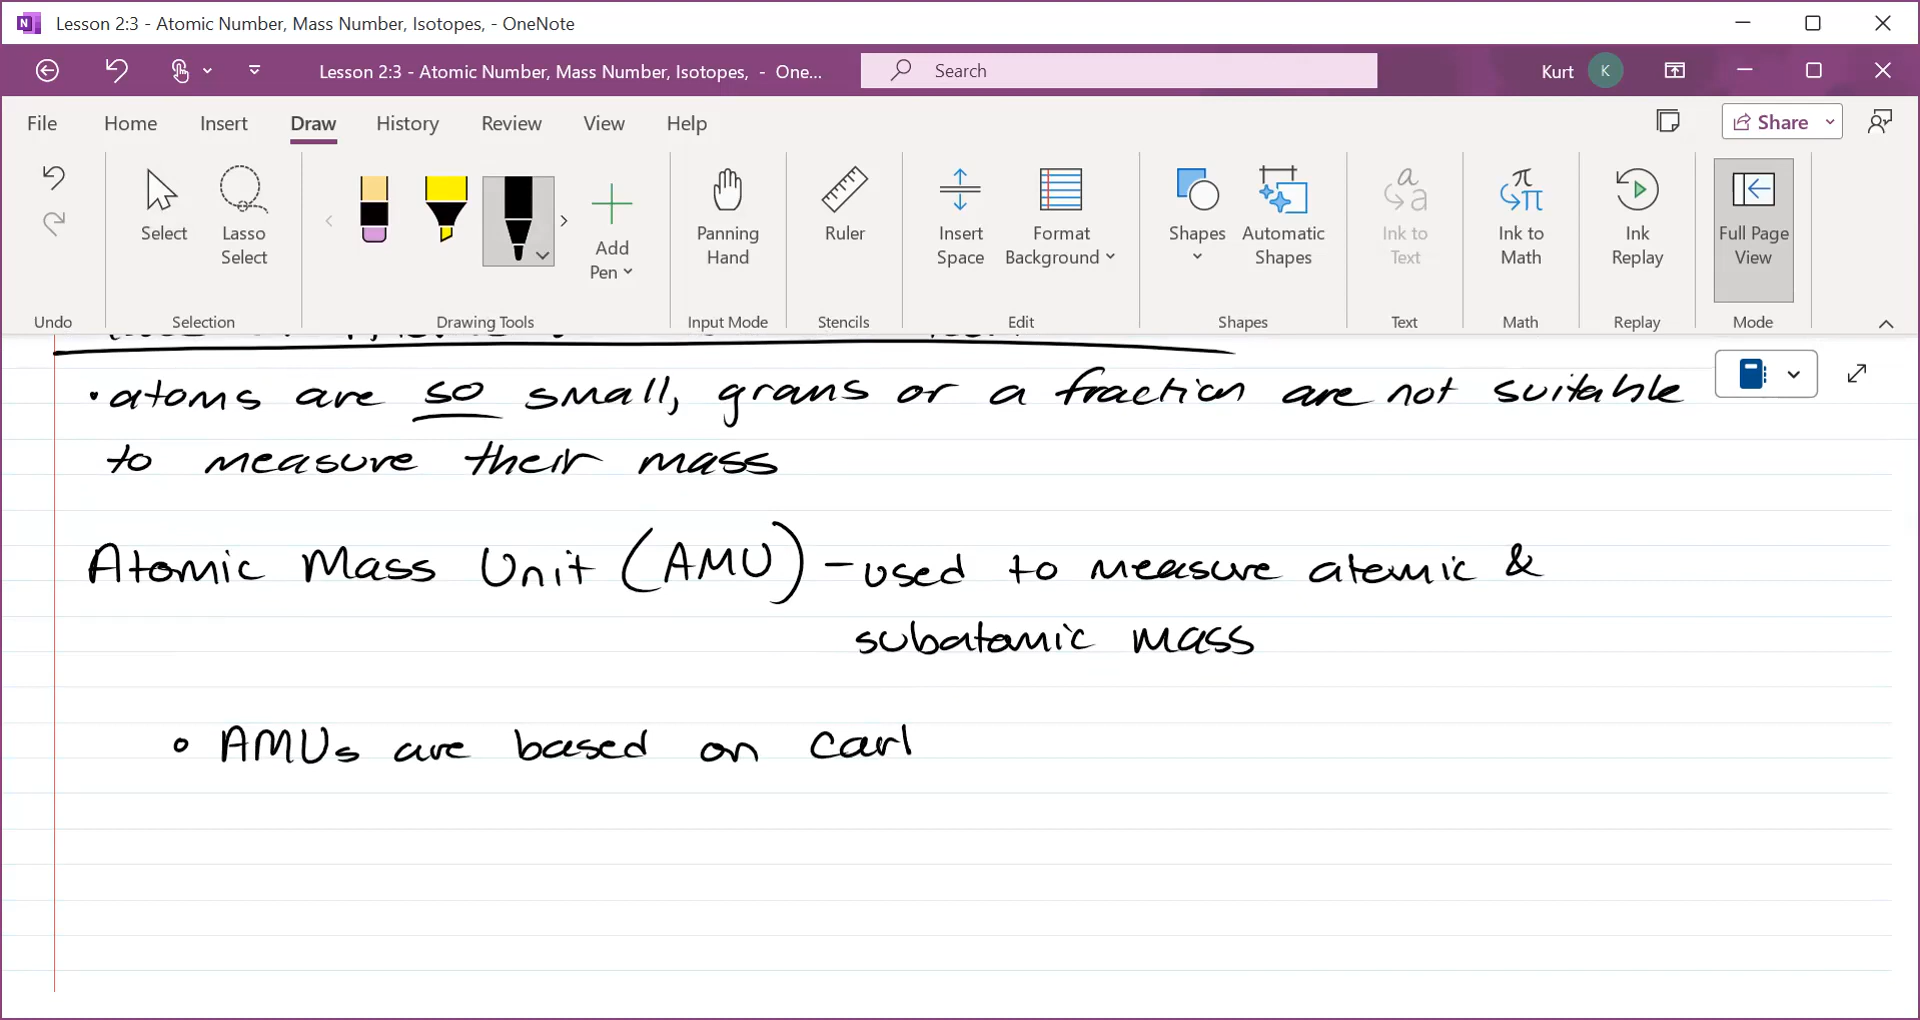 Lesson 2:3 - Atomic Number, Mass Number, Isotopes, - OneNote
Lesson 2:3 - Atomic Number, Mass Number, Isotopes, - One...
Search
Kurt K
File Home Insert Draw History Review View Help
Share
Select
Lasso Select
Add Pen
Panning Hand
Ruler
Insert Space
Format Background
Shapes
Automatic Shapes
Ink to Text
Ink to Math
Ink Replay
Full Page View
Undo Selection Drawing Tools Input Mode Stencils Edit Shapes Text Math Replay Mode
• atoms are so small, grams or a fraction are not suitable
to measure their mass
Atomic Mass Unit (AMU) - used to measure atomic &
subatomic mass
• AMUs are based on carl